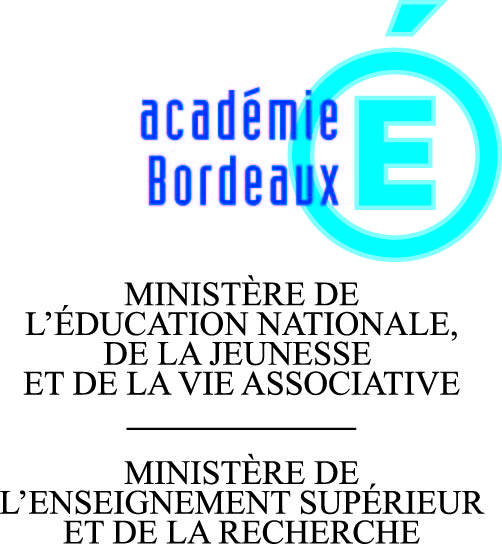 académie
Bordeaux
É
MINISTÈRE DE
L’ÉDUCATION NATIONALE,
DE LA JEUNESSE
ET DE LA VIE ASSOCIATIVE
MINISTÈRE DE
L’ENSEIGNEMENT SUPÉRIEUR
ET DE LA RECHERCHE